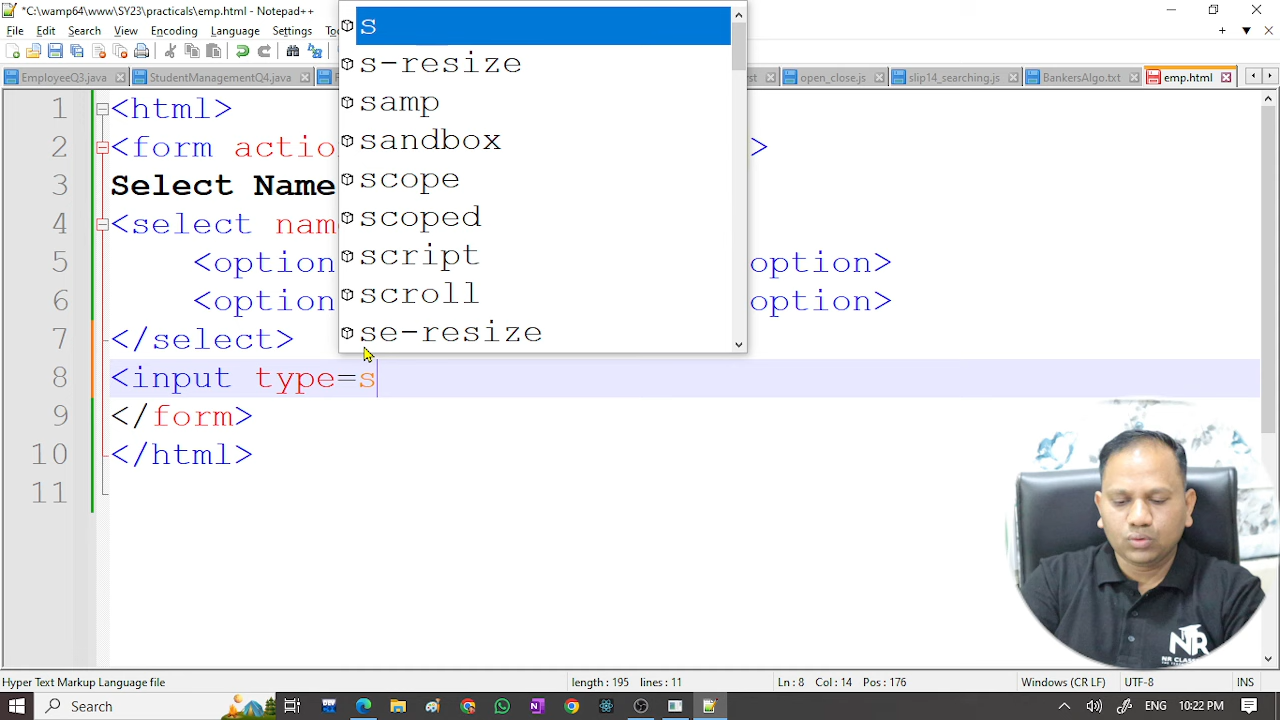 *C:\wamp64\www\SY23\practicals\emp.html - Notepad++
File Edit Search View Encoding Language Settings
EmployeeQ3.java StudentManagementQ4.java open_close.js slip14_searching.js BankersAlgo.txt emp.html
s
s-resize
samp
sandbox
scope
scoped
script
scroll
se-resize
1 <html>
2 <form actio >
3 Select Name
4 <select nam
5 <option option>
6 <option option>
7 </select>
8 <input type=s
9 </form>
10 </html>
11
NR CLASSES
Hyper Text Markup Language file length : 195 lines : 11 Ln : 8 Col : 14 Pos : 176 Windows (CR LF) UTF-8 INS
Search ENG 10:22 PM